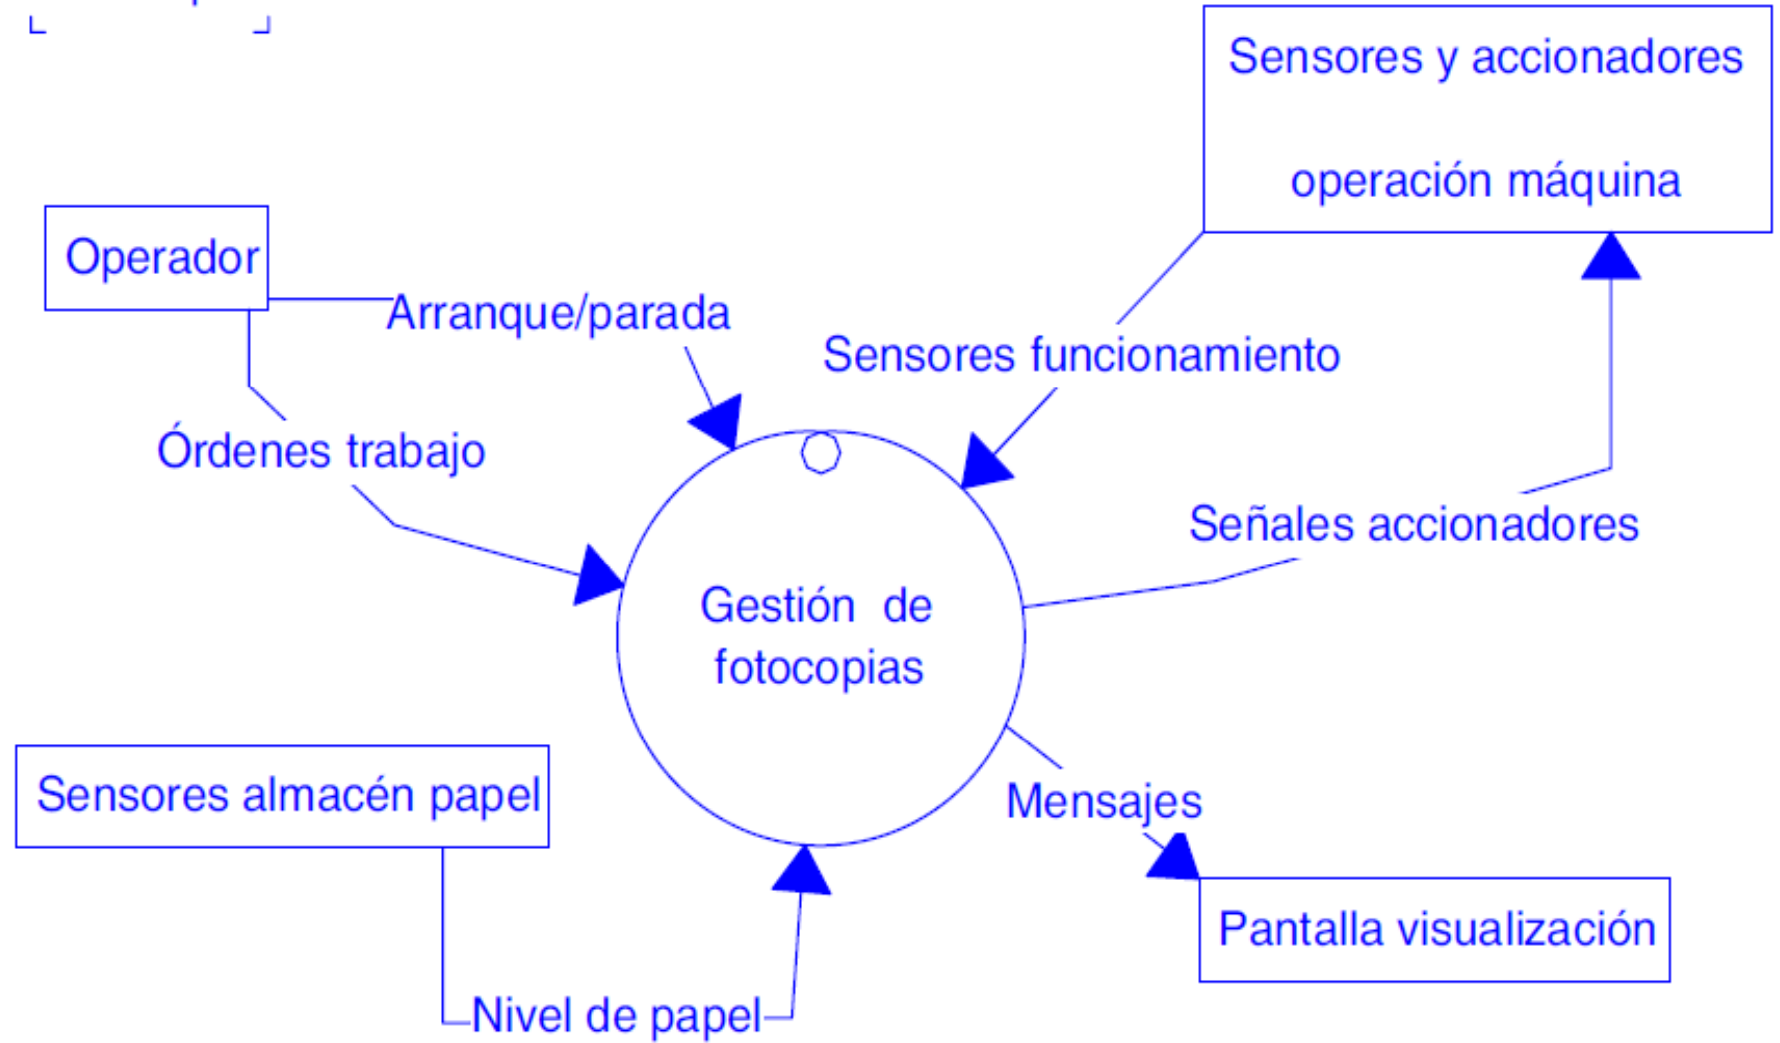 Sensores y accionadores
operación máquina
Operador
Arranque/parada
Sensores funcionamiento
Órdenes trabajo
Señales accionadores
Gestión de
fotocopias
Sensores almacén papel
Mensajes
Pantalla visualización
Nivel de papel